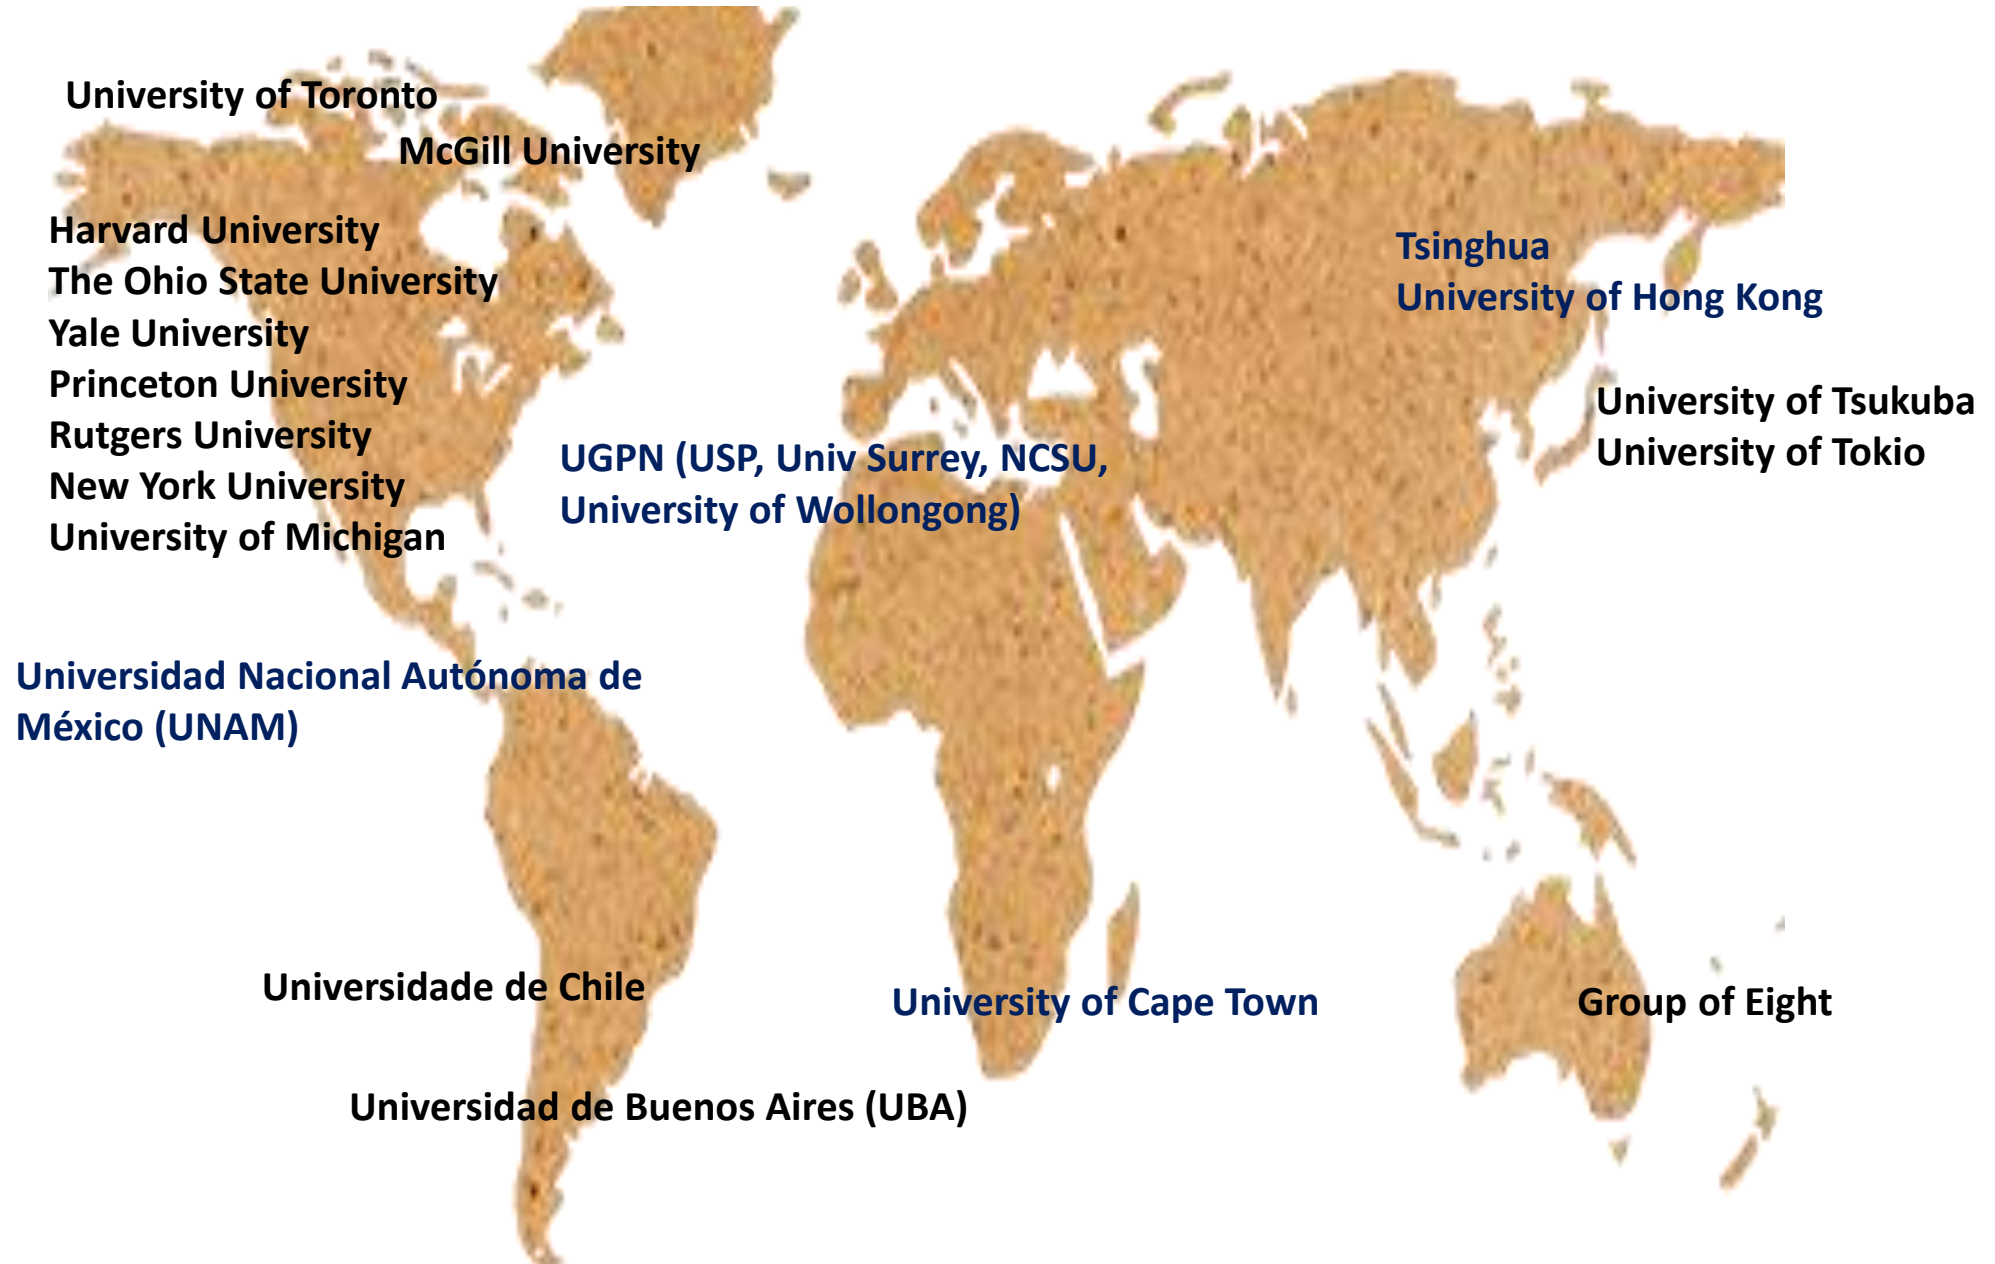 University of Toronto
McGill University
Harvard University
The Ohio State University
Yale University
Princeton University
Rutgers University
New York University
University of Michigan
Tsinghua
University of Hong Kong
University of Tsukuba
University of Tokio
UGPN (USP, Univ Surrey, NCSU,
University of Wollongong)
Universidad Nacional Autónoma de
México (UNAM)
Universidade de Chile
University of Cape Town
Group of Eight
Universidad de Buenos Aires (UBA)